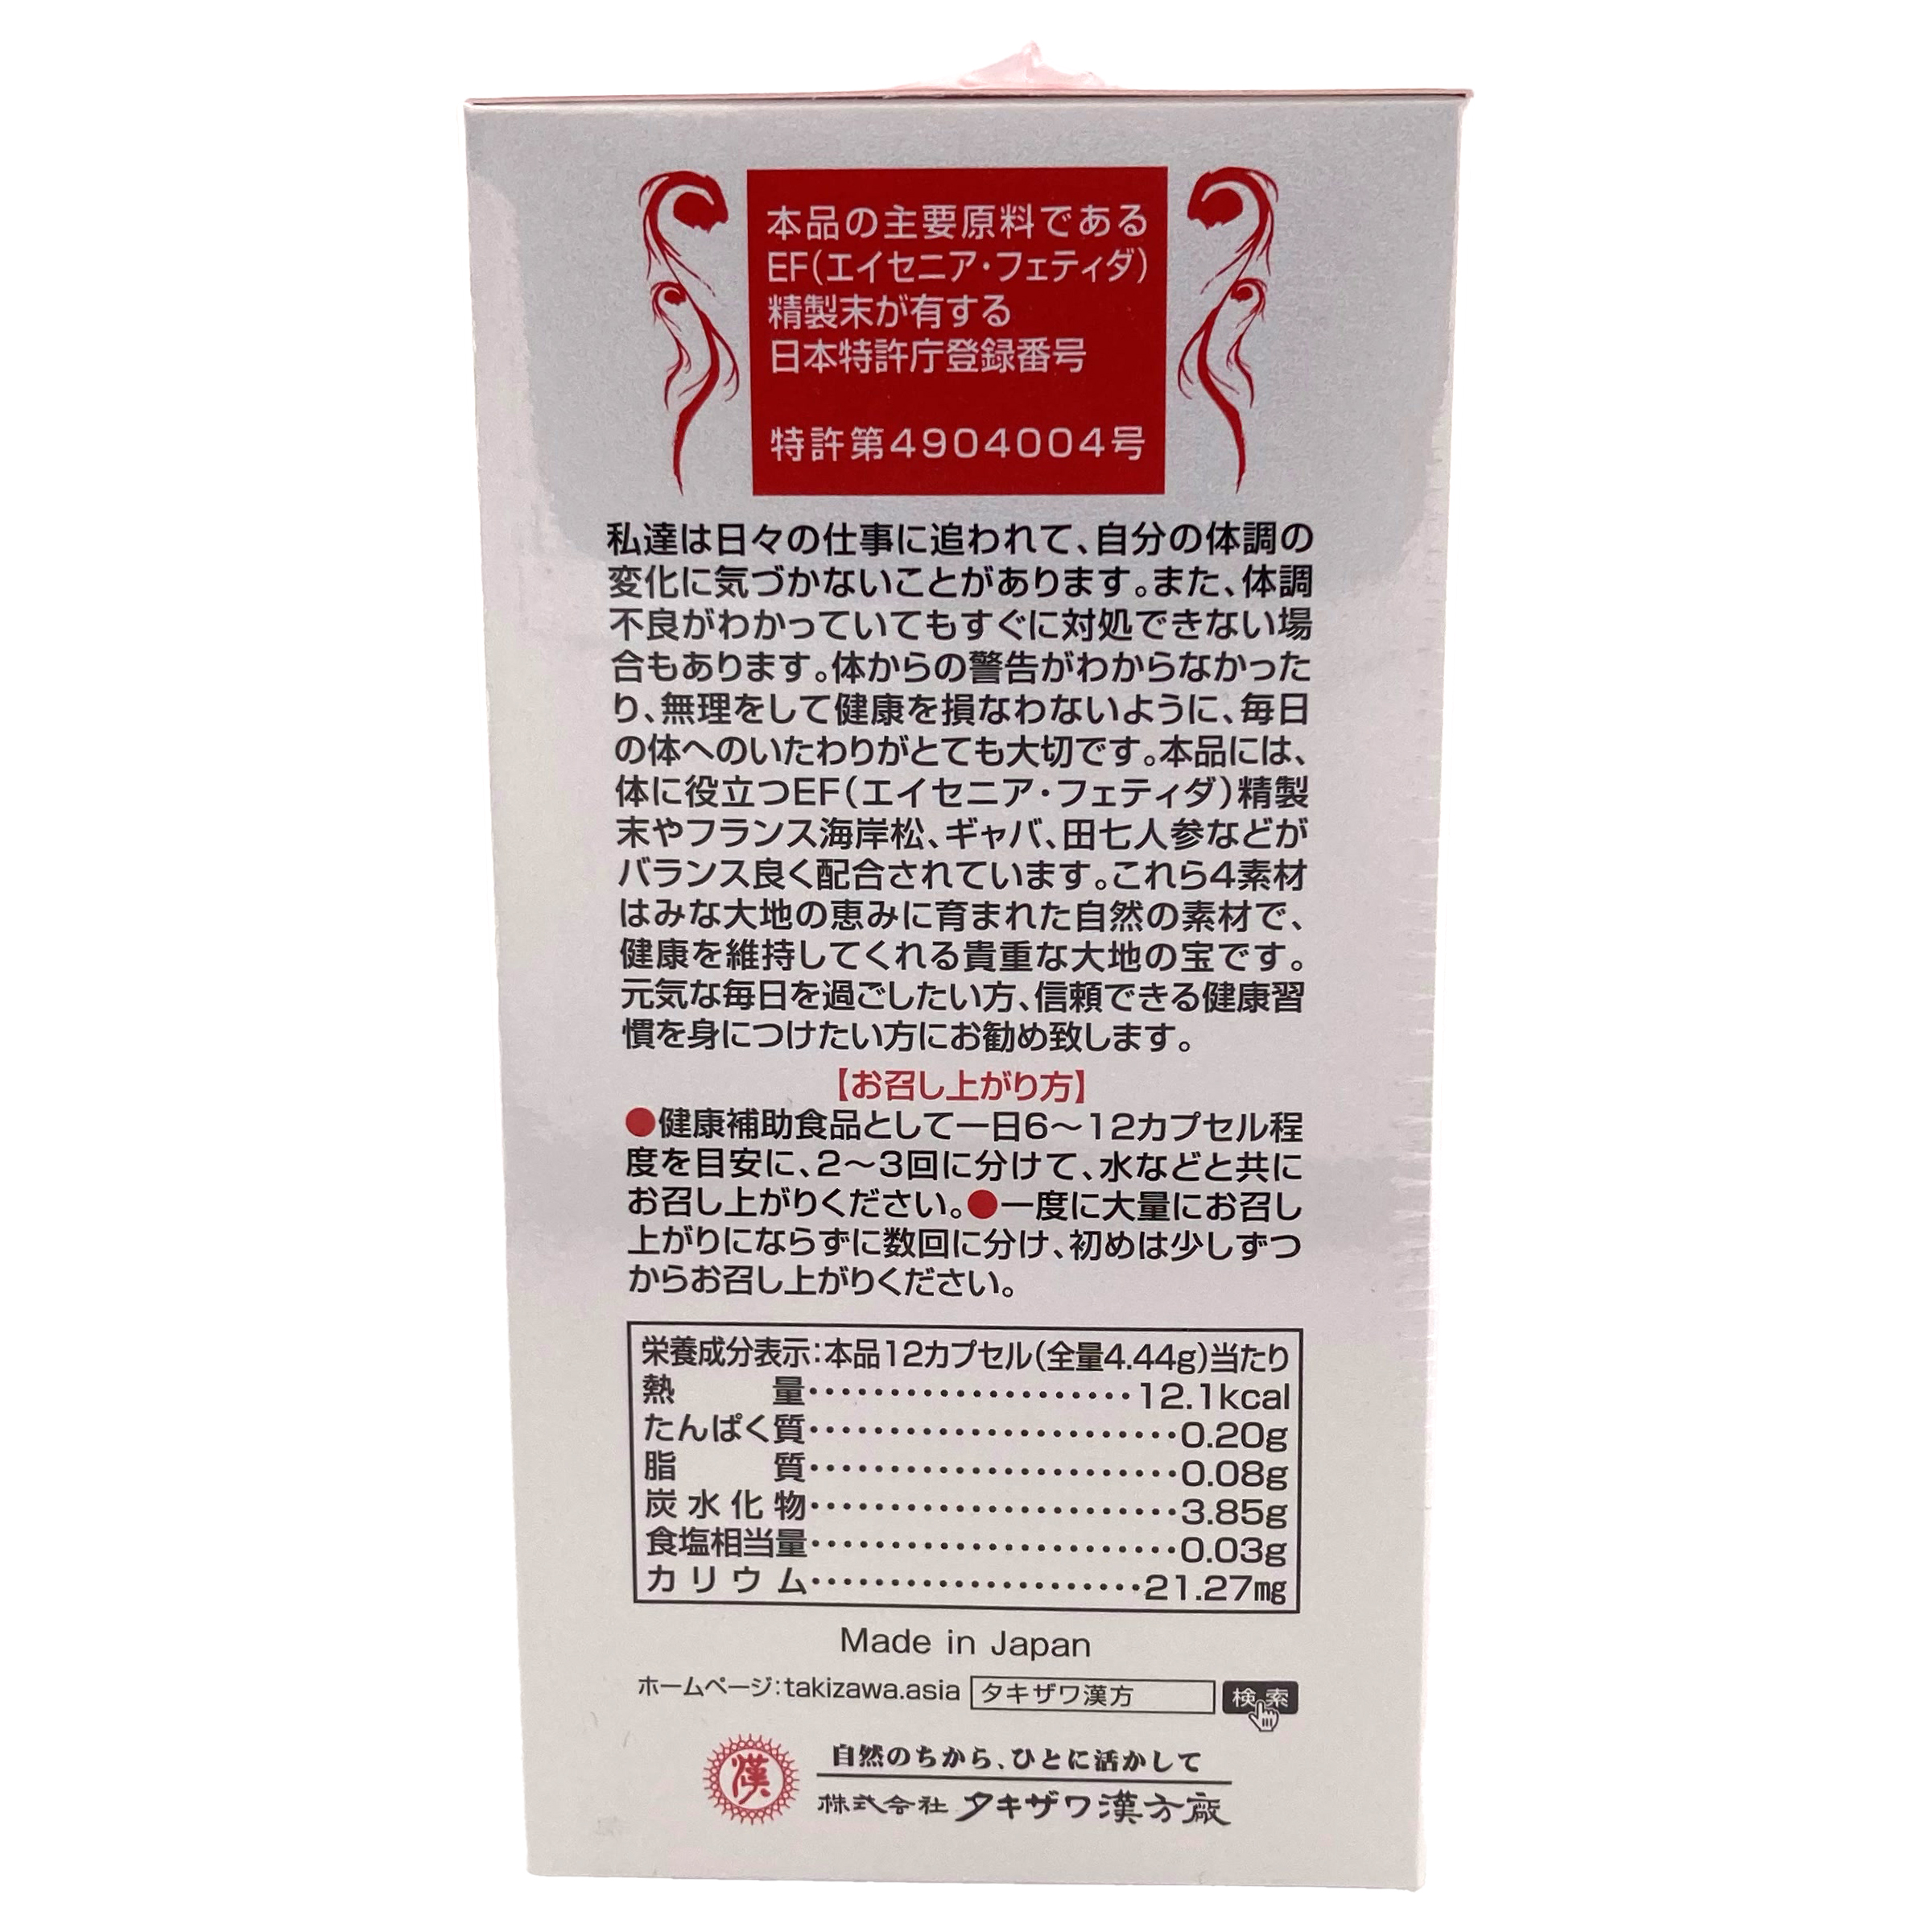 本品の主要原料である
EF(エイセニア・フェティダ)
精製末が有する
日本特許庁登録番号
特許第4904004号
私達は日々の仕事に追われて、自分の体調の
変化に気づかないことがあります。また、体調
不良がわかっていてもすぐに対処できない場
合もあります。体からの警告がわからなかった
り、無理をして健康を損なわないように、毎日
の体へのいたわりがとても大切です。本品には、
体に役立つEF(エイセニア・フェティダ)精製
末やフランス海岸松、ギャバ、田七人参などが
バランス良く配合されています。これら4素材
はみな大地の恵みに育まれた自然の素材で、
健康を維持してくれる貴重な大地の宝です。
元気な毎日を過ごしたい方、信頼できる健康習
慣を身につけたい方にお勧め致します。
【お召し上がり方】
●健康補助食品として一日6〜12カプセル程
度を目安に、2〜3回に分けて、水などと共に
お召し上がりください。●一度に大量にお召し
上がりにならずに数回に分け、初めは少しずつ
からお召し上がりください。
栄養成分表示:本品12カプセル(全量4.44g)当たり
熱量・・・・・・・・・・・・・・・・・・・・12.1kcal
たんぱく質・・・・・・・・・・・・・・・・・・・・・・・0.20g
脂質・・・・・・・・・・・・・・・・・・・・・・・0.08g
炭水化物・・・・・・・・・・・・・・・・・・・・・・・3.85g
食塩相当量・・・・・・・・・・・・・・・・・・・・・・・0.03g
カリウム・・・・・・・・・・・・・・・・・・・・・21.27㎎
Made in Japan
ホームページ:takizawa.asia タキザワ漢方 検索
漢
自然のちから、ひとに活かして
株式会社 タキザワ漢方廠